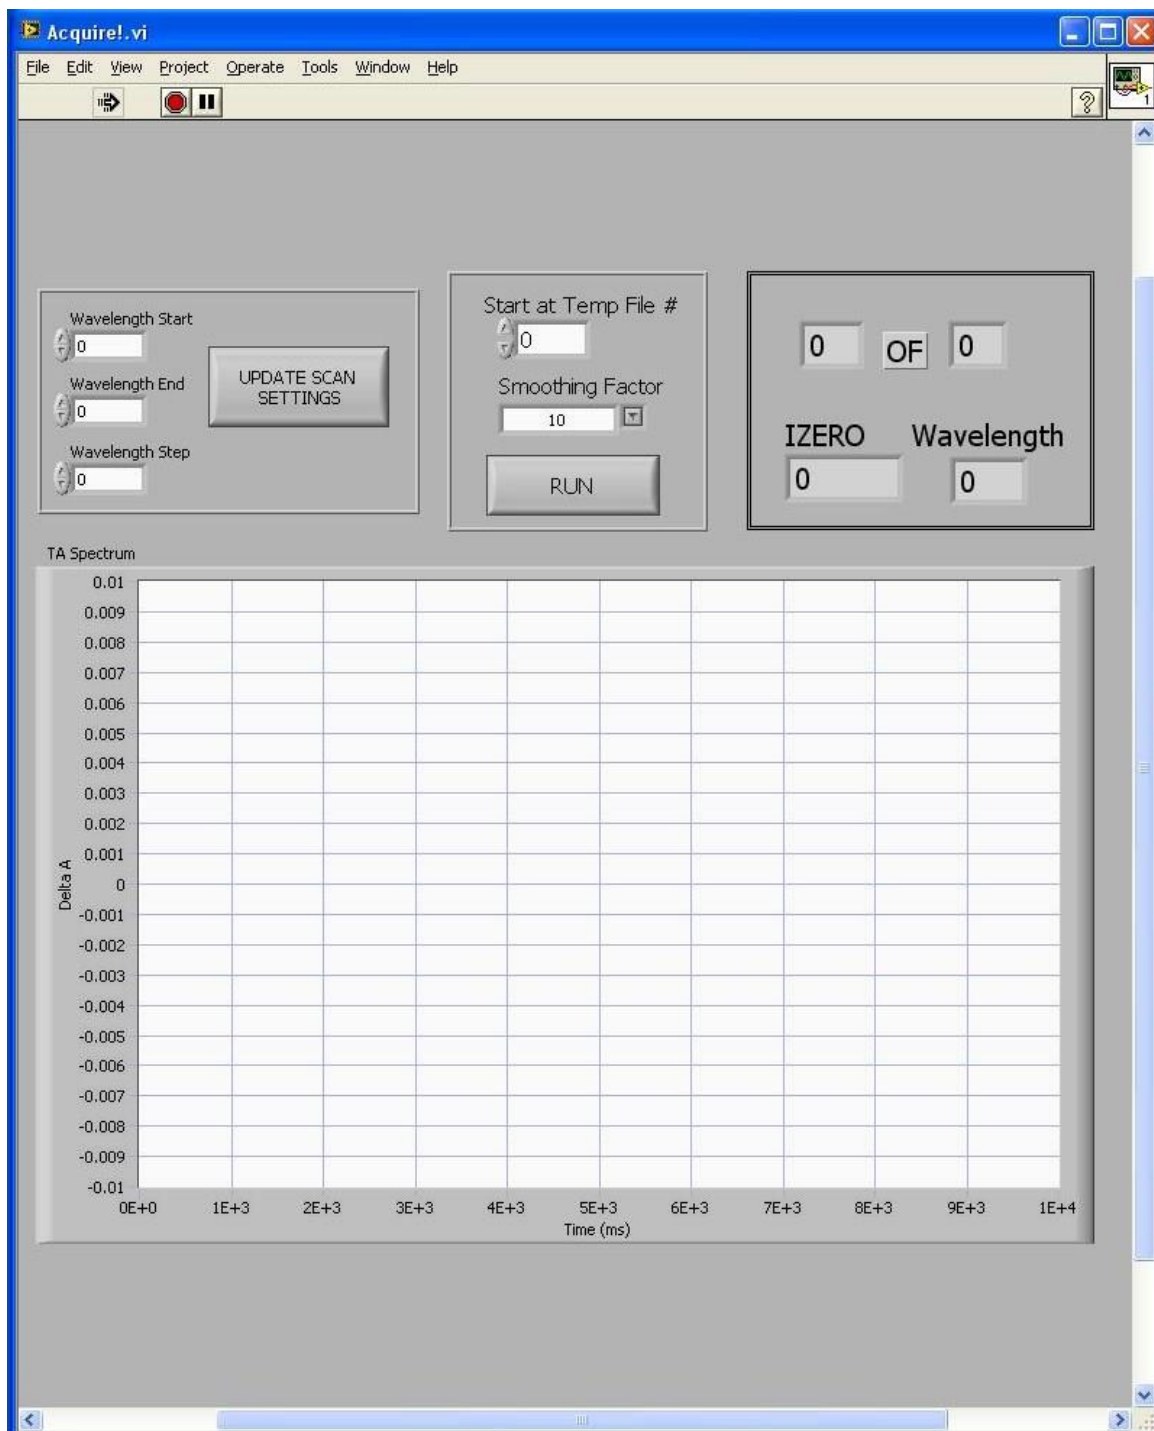 Acquire!.vi
File Edit View Project Operate Tools Window Help
?
1
Wavelength Start
0
Wavelength End
0
Wavelength Step
0
UPDATE SCAN
SETTINGS
Start at Temp File #
0
Smoothing Factor
10
RUN
0 OF 0
IZERO Wavelength
0 0
TA Spectrum
0.01
0.009
0.008
0.007
0.006
0.005
0.004
0.003
0.002
0.001
0
-0.001
-0.002
-0.003
-0.004
-0.005
-0.006
-0.007
-0.008
-0.009
-0.01
Delta A
0E+0 1E+3 2E+3 3E+3 4E+3 5E+3 6E+3 7E+3 8E+3 9E+3 1E+4
Time (ms)